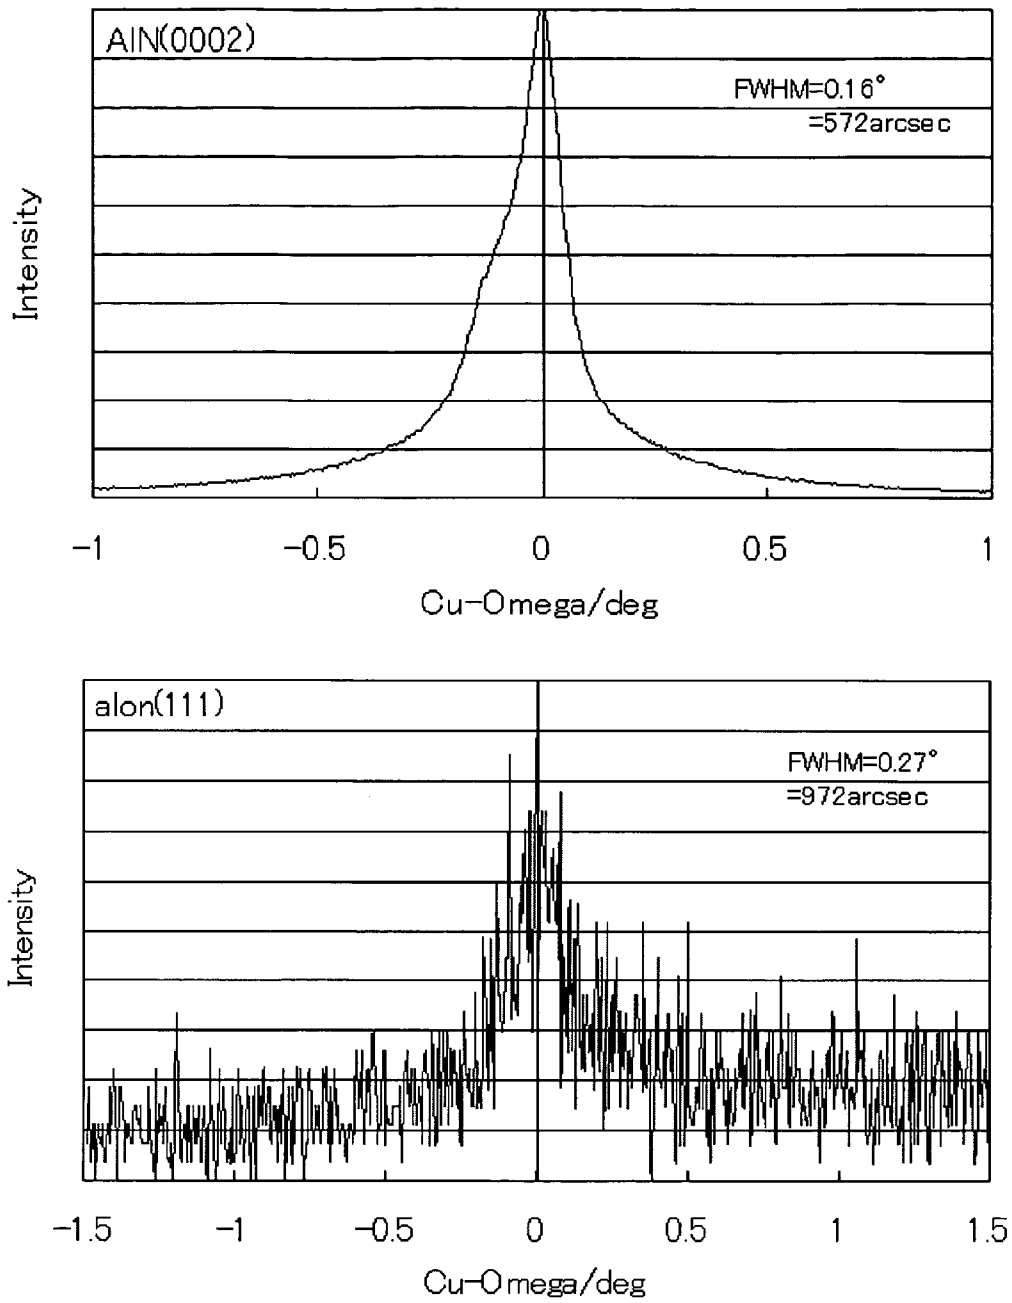 AlN(0002)
FWHM=0.16°
=572arcsec
Intensity
-1 -0.5 0 0.5 1
Cu-Omega/deg
alon(111)
FWHM=0.27°
=972arcsec
Intensity
-1.5 -1 -0.5 0 0.5 1 1.5
Cu-Omega/deg